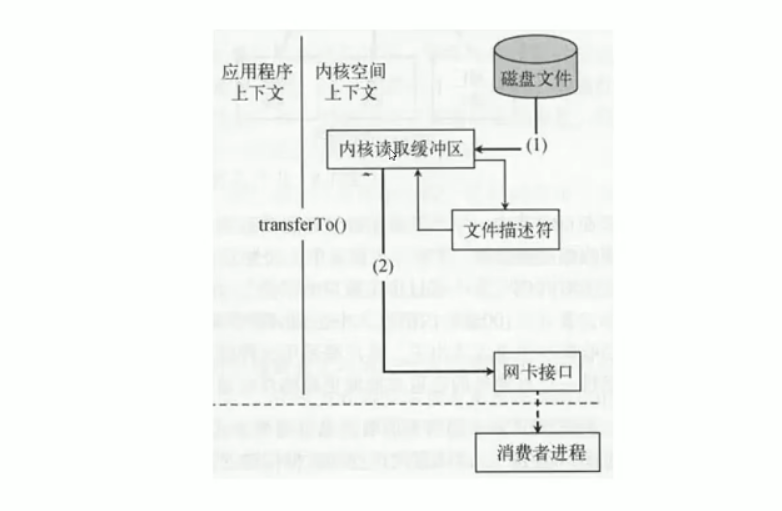 应用程序
上下文
内核空间
上下文
磁盘文件
(1)
内核读取缓冲区
文件描述符
transferTo()
(2)
网卡接口
消费者进程